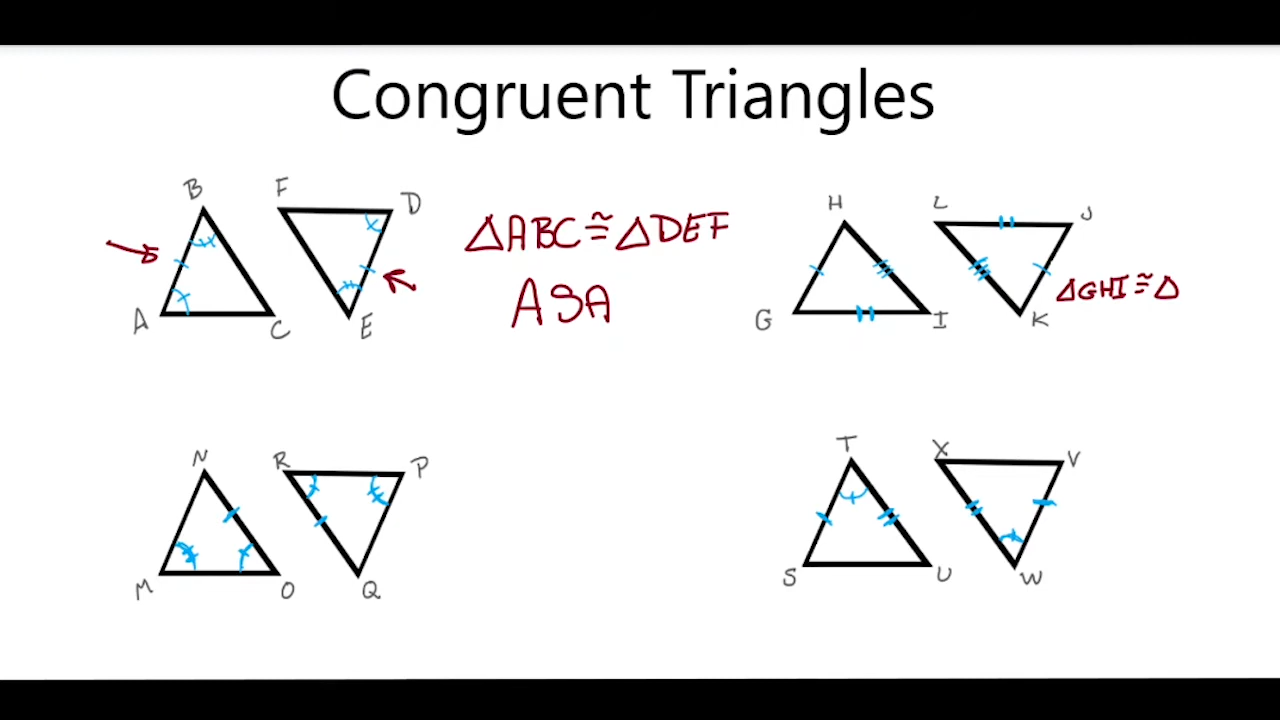 Congruent Triangles
B F D
A C E
△ABC ≅ △DEF
ASA
H L J
G I K
△GHI ≅ △
N R P
M O Q
T X V
S U W